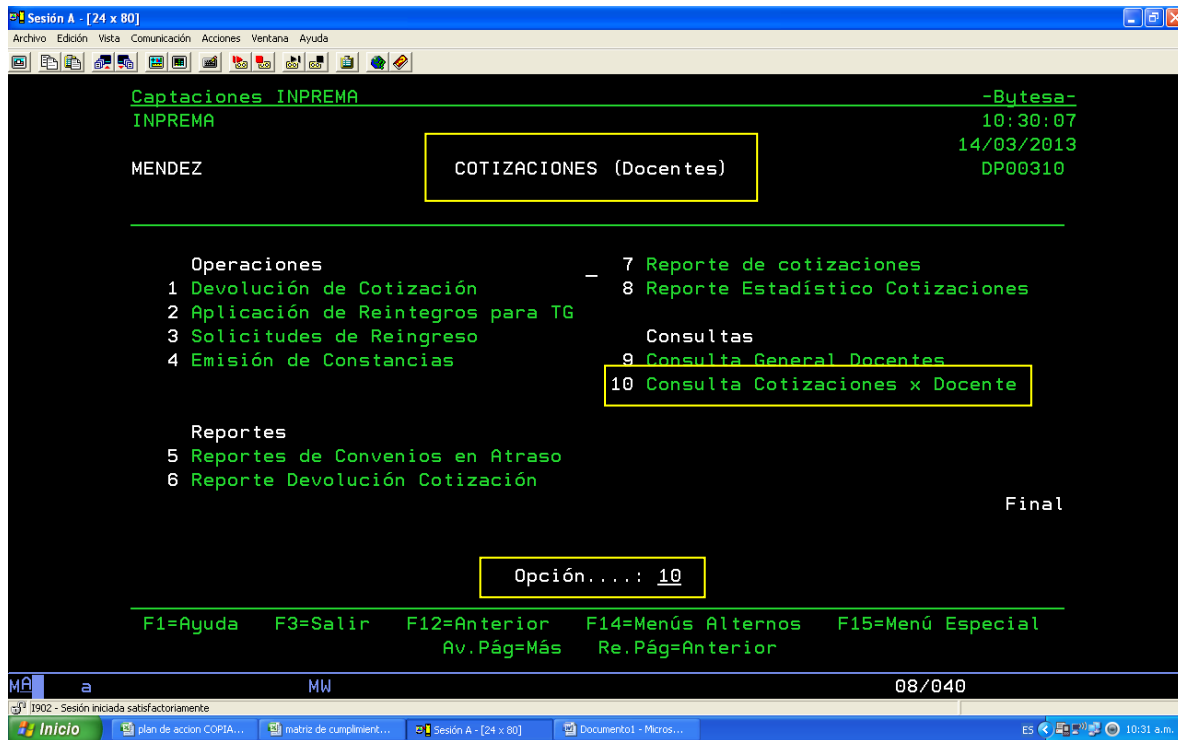 Sesión A - [24 x 80]
Archivo Edición Vista Comunicación Acciones Ventana Ayuda
Captaciones INPREMA -Bytesa-
INPREMA 10:30:07
14/03/2013
MENDEZ COTIZACIONES (Docentes) DP00310
Operaciones
1 Devolución de Cotización
2 Aplicación de Reintegros para TG
3 Solicitudes de Reingreso
4 Emisión de Constancias
Reportes
5 Reportes de Convenios en Atraso
6 Reporte Devolución Cotización
_ 7 Reporte de cotizaciones
8 Reporte Estadístico Cotizaciones
Consultas
9 Consulta General Docentes
10 Consulta Cotizaciones x Docente
Final
Opción....: 10
F1=Ayuda F3=Salir F12=Anterior F14=Menús Alternos F15=Menú Especial
Av.Pág=Más Re.Pág=Anterior
MA a MW 08/040
I902 - Sesión iniciada satisfactoriamente
Inicio plan de accion COPIA... matriz de cumplimient... Sesión A - [24 x 80] Documento1 - Micros... ES 10:31 a.m.